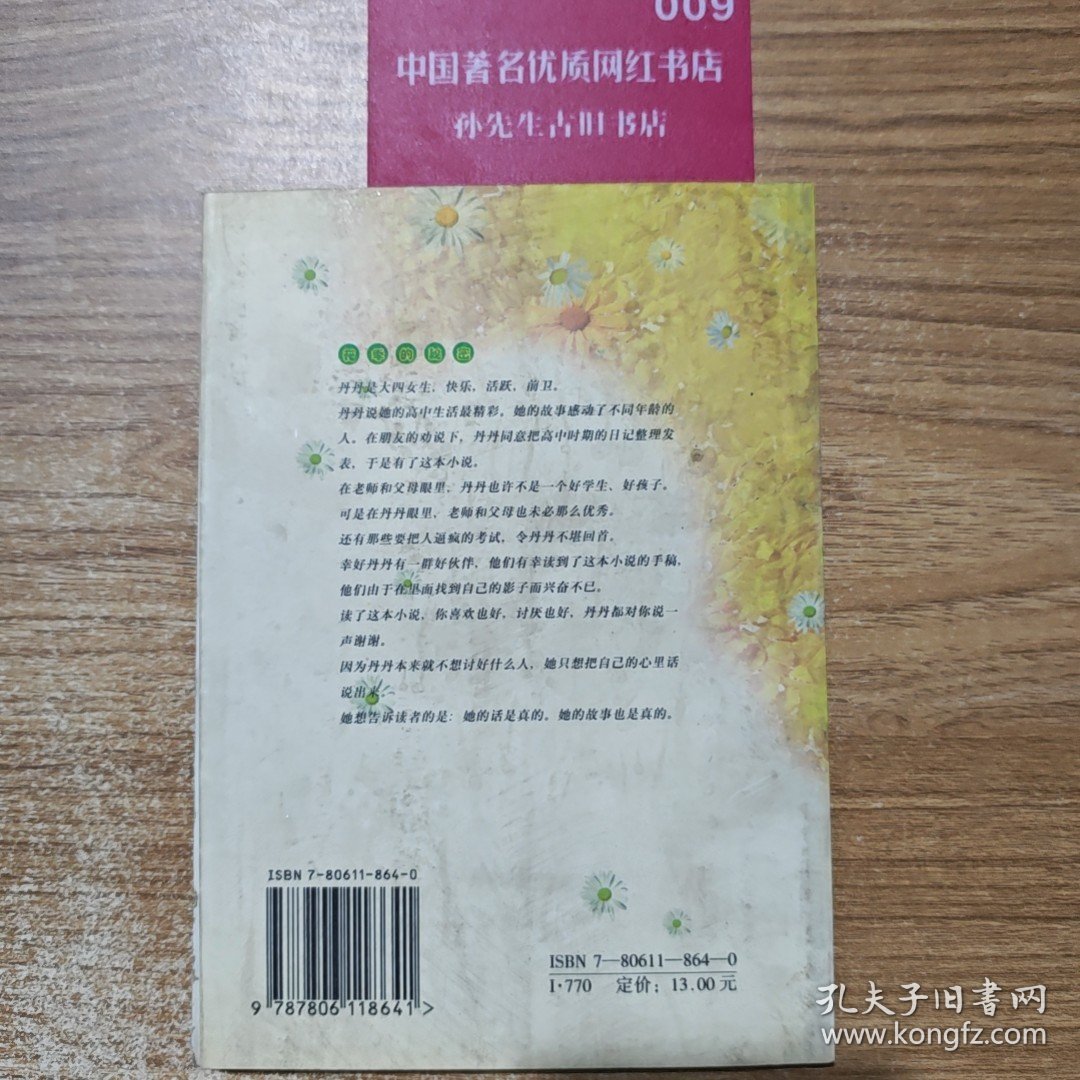 009
中国著名优质网红书店
孙先生古旧书店
丹丹是大四女生，快乐，活跃，前卫。
丹丹说她的高中生活最精彩。她的故事感动了不同年龄的
人。在朋友的劝说下，丹丹同意把高中时期的日记整理发
表，于是有了这本小说。
在老师和父母眼里，丹丹也许不是一个好学生、好孩子。
可是在丹丹眼里，老师和父母也未必那么优秀。
还有那些要把人逼疯的考试，令丹丹不堪回首。
幸好丹丹有一群好伙伴，他们有幸读到了这本小说的手稿，
他们由于在里面找到自己的影子而兴奋不已。
读了这本小说，你喜欢也好，讨厌也好，丹丹都对你说一
声谢谢。
因为丹丹本来就不想讨好什么人，她只想把自己的心里话
说出来。
她想告诉读者的是：她的话是真的。她的故事也是真的。
ISBN 7-80611-864-0
9 787806 118641 >
ISBN 7—80611—864—0
I·770 定价：13.00元
孔夫子旧书网
www.kongfz.com